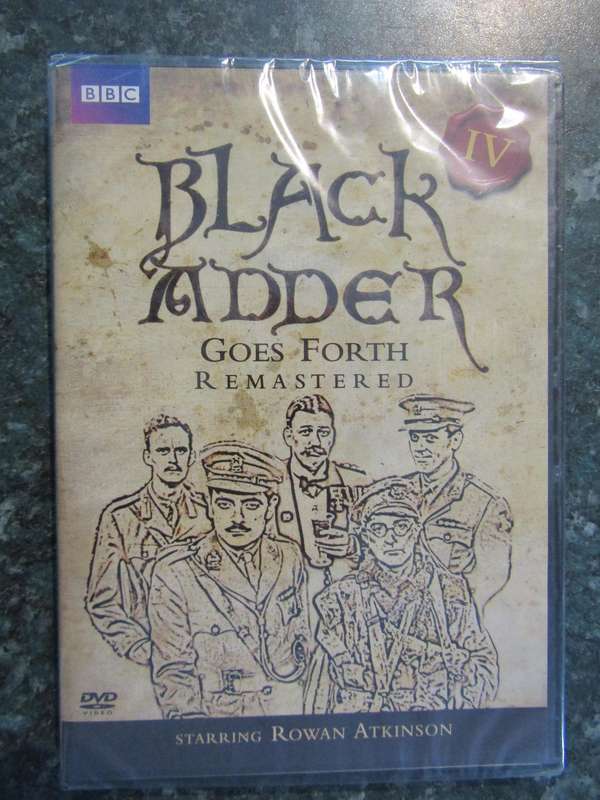 BBC
IV
BLACK
ADDER
GOES FORTH
REMASTERED
DVD
VIDEO
STARRING ROWAN ATKINSON